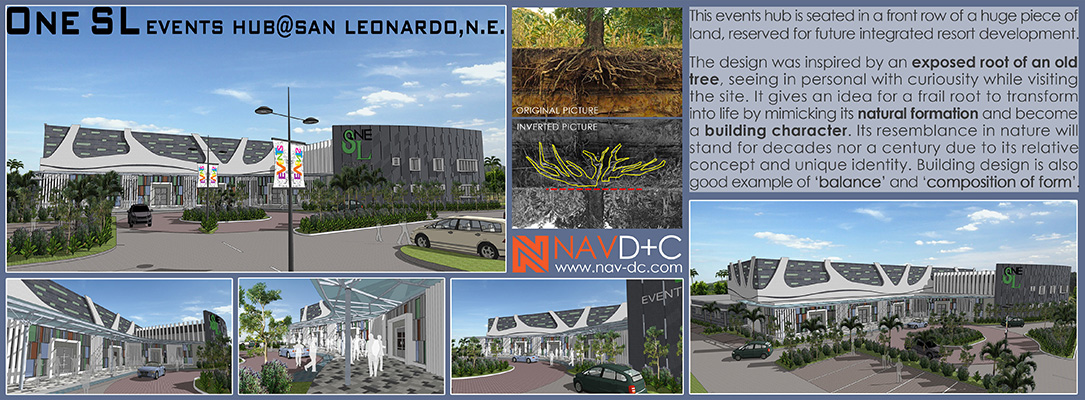 ONE SL EVENTS HUB@SAN LEONARDO,N.E.
ONE
SL
EVENTS
EVENTS
ORIGINAL PICTURE
INVERTED PICTURE
NAVD+C
www.nav-dc.com
This events hub is seated in a front row of a huge piece of
land, reserved for future integrated resort development.
The design was inspired by an exposed root of an old
tree, seeing in personal with curiousity while visiting
the site. It gives an idea for a frail root to transform
into life by mimicking its natural formation and become
a building character. Its resemblance in nature will
stand for decades nor a century due to its relative
concept and unique identity. Building design is also
good example of 'balance' and 'composition of form'.
EVENT
ONE
SL